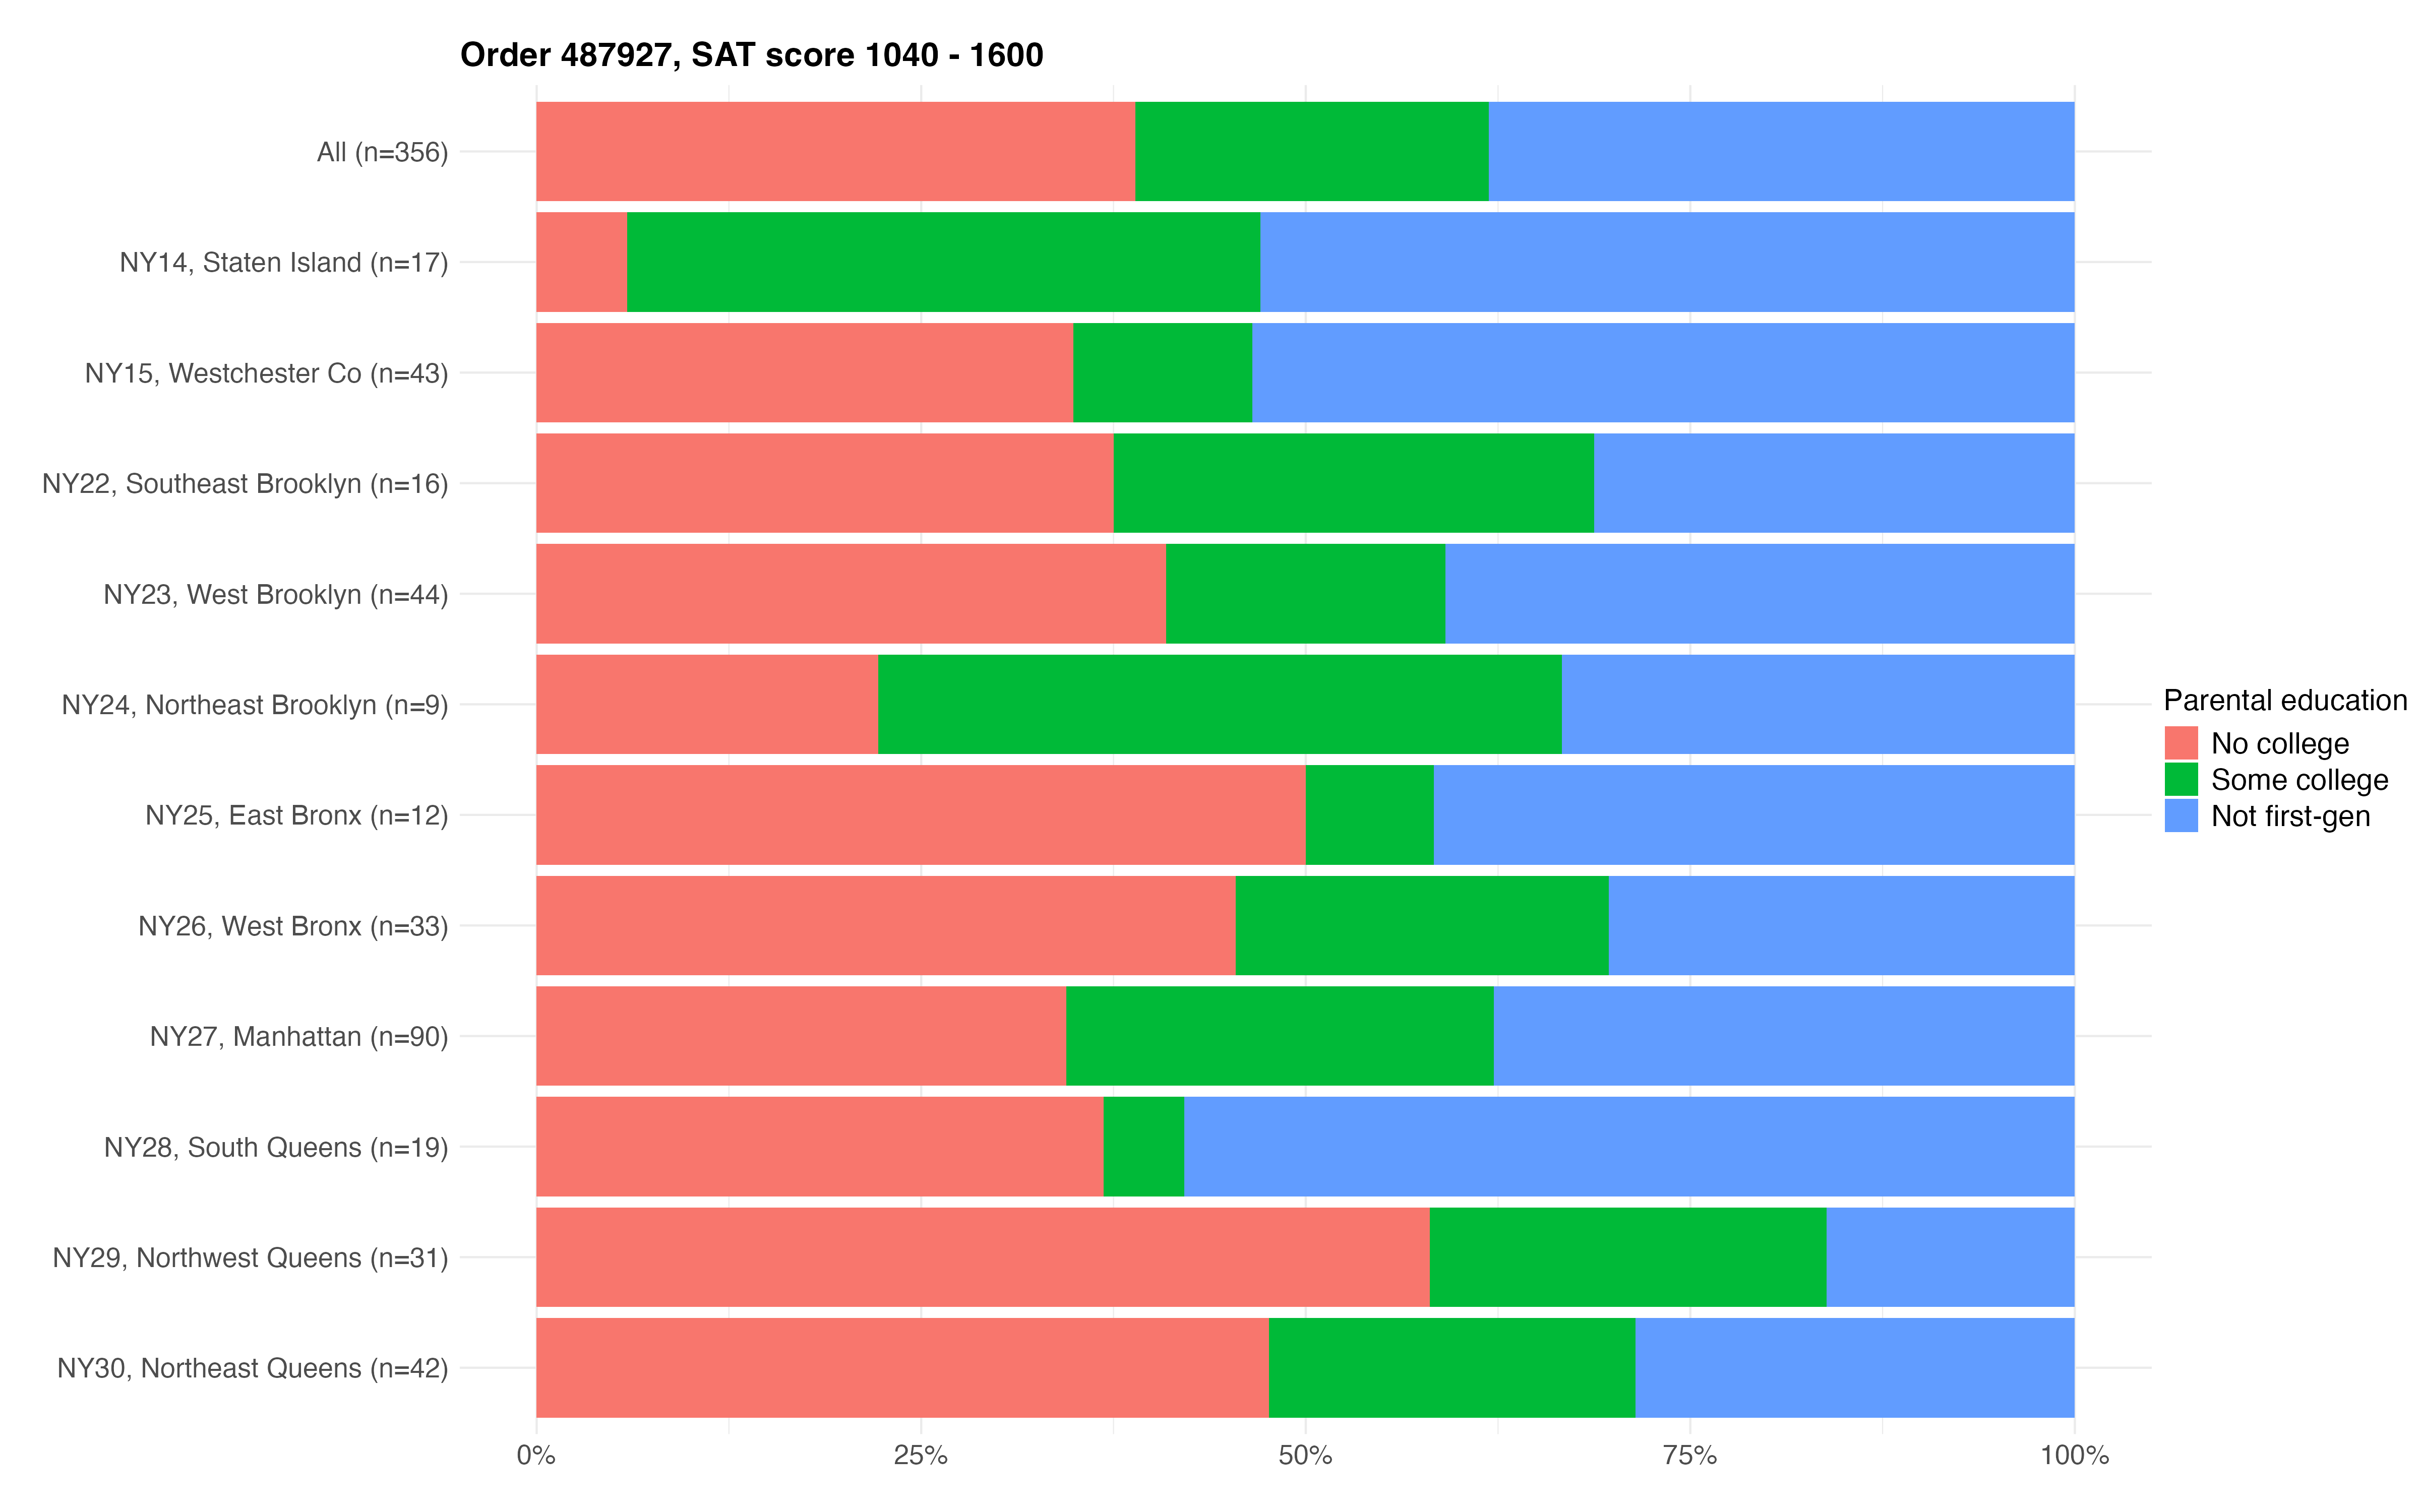 Order 487927, SAT score 1040 - 1600
All (n=356)
NY14, Staten Island (n=17)
NY15, Westchester Co (n=43)
NY22, Southeast Brooklyn (n=16)
NY23, West Brooklyn (n=44)
NY24, Northeast Brooklyn (n=9)
NY25, East Bronx (n=12)
NY26, West Bronx (n=33)
NY27, Manhattan (n=90)
NY28, South Queens (n=19)
NY29, Northwest Queens (n=31)
NY30, Northeast Queens (n=42)
0%
25%
50%
75%
100%
Parental education
No college
Some college
Not first-gen